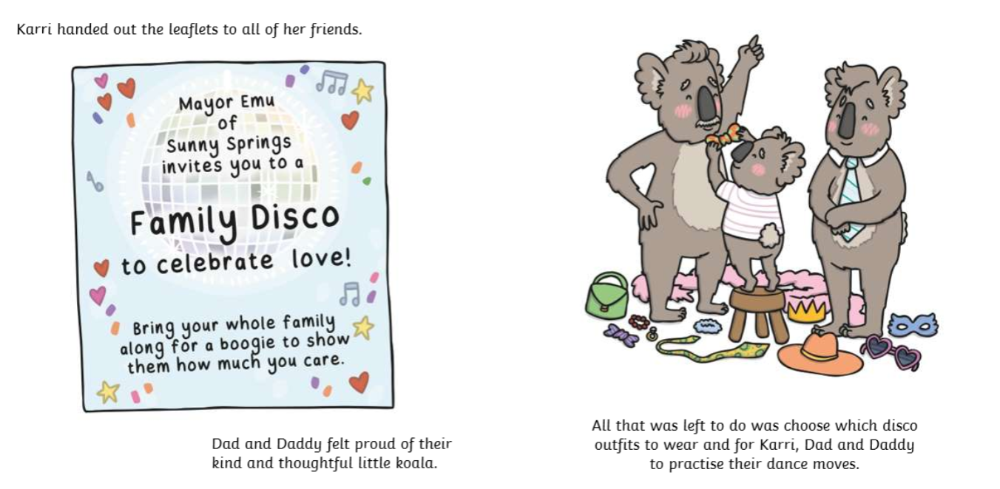 Karri handed out the leaflets to all of her friends.
Mayor Emu
of
Sunny Springs
invites you to a
Family Disco
to celebrate love!
Bring your whole family
along for a boogie to show
them how much you care.
Dad and Daddy felt proud of their
kind and thoughtful little koala.
All that was left to do was choose which disco
outfits to wear and for Karri, Dad and Daddy
to practise their dance moves.